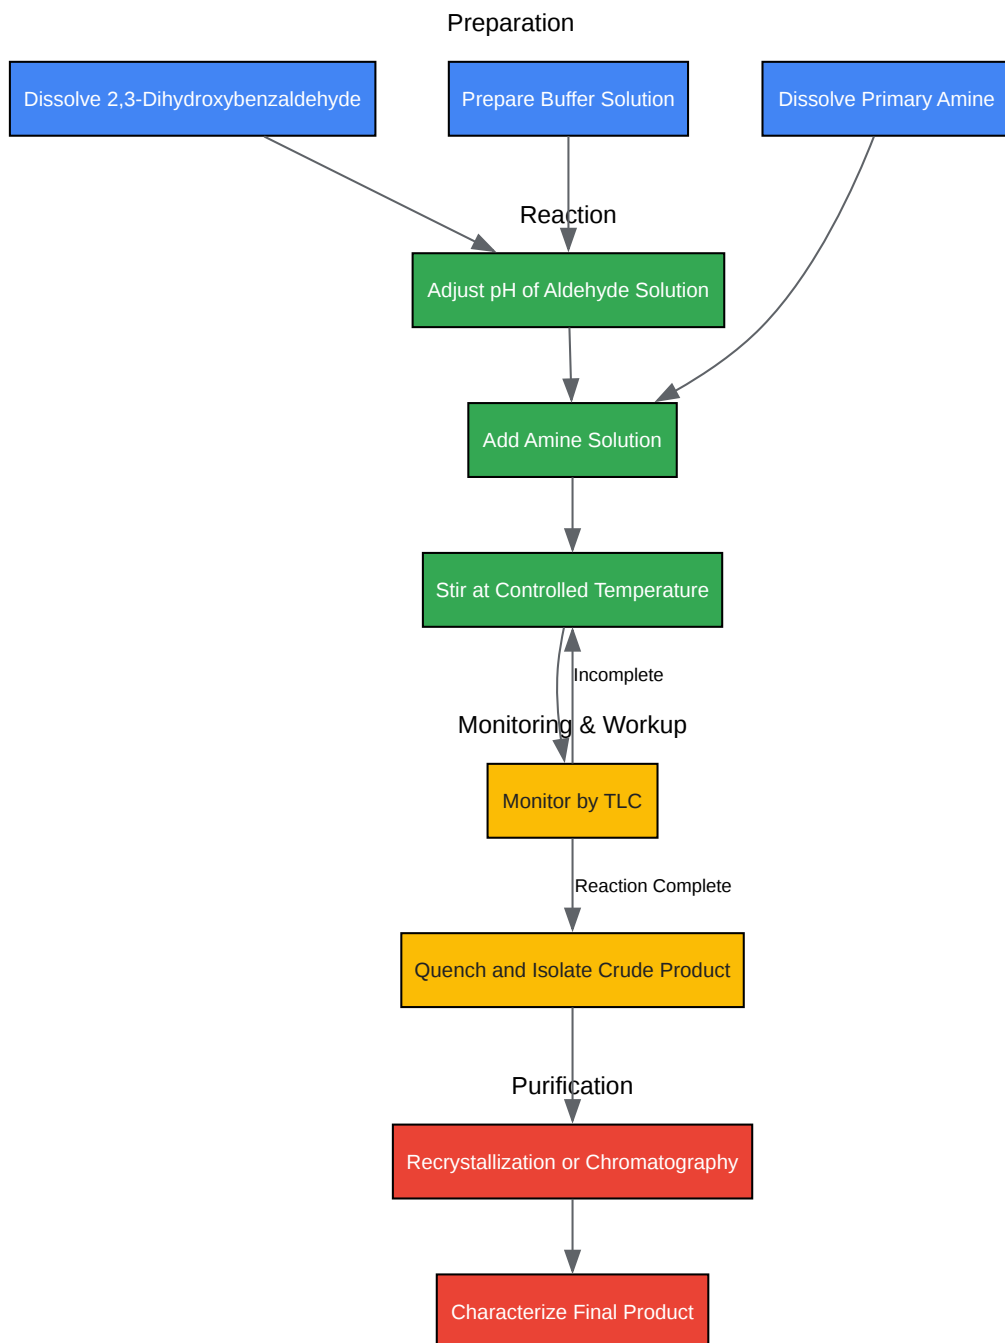 Preparation
Dissolve 2,3-Dihydroxybenzaldehyde
Prepare Buffer Solution
Dissolve Primary Amine
Reaction
Adjust pH of Aldehyde Solution
Add Amine Solution
Stir at Controlled Temperature
Incomplete
Monitoring & Workup
Monitor by TLC
Reaction Complete
Quench and Isolate Crude Product
Purification
Recrystallization or Chromatography
Characterize Final Product